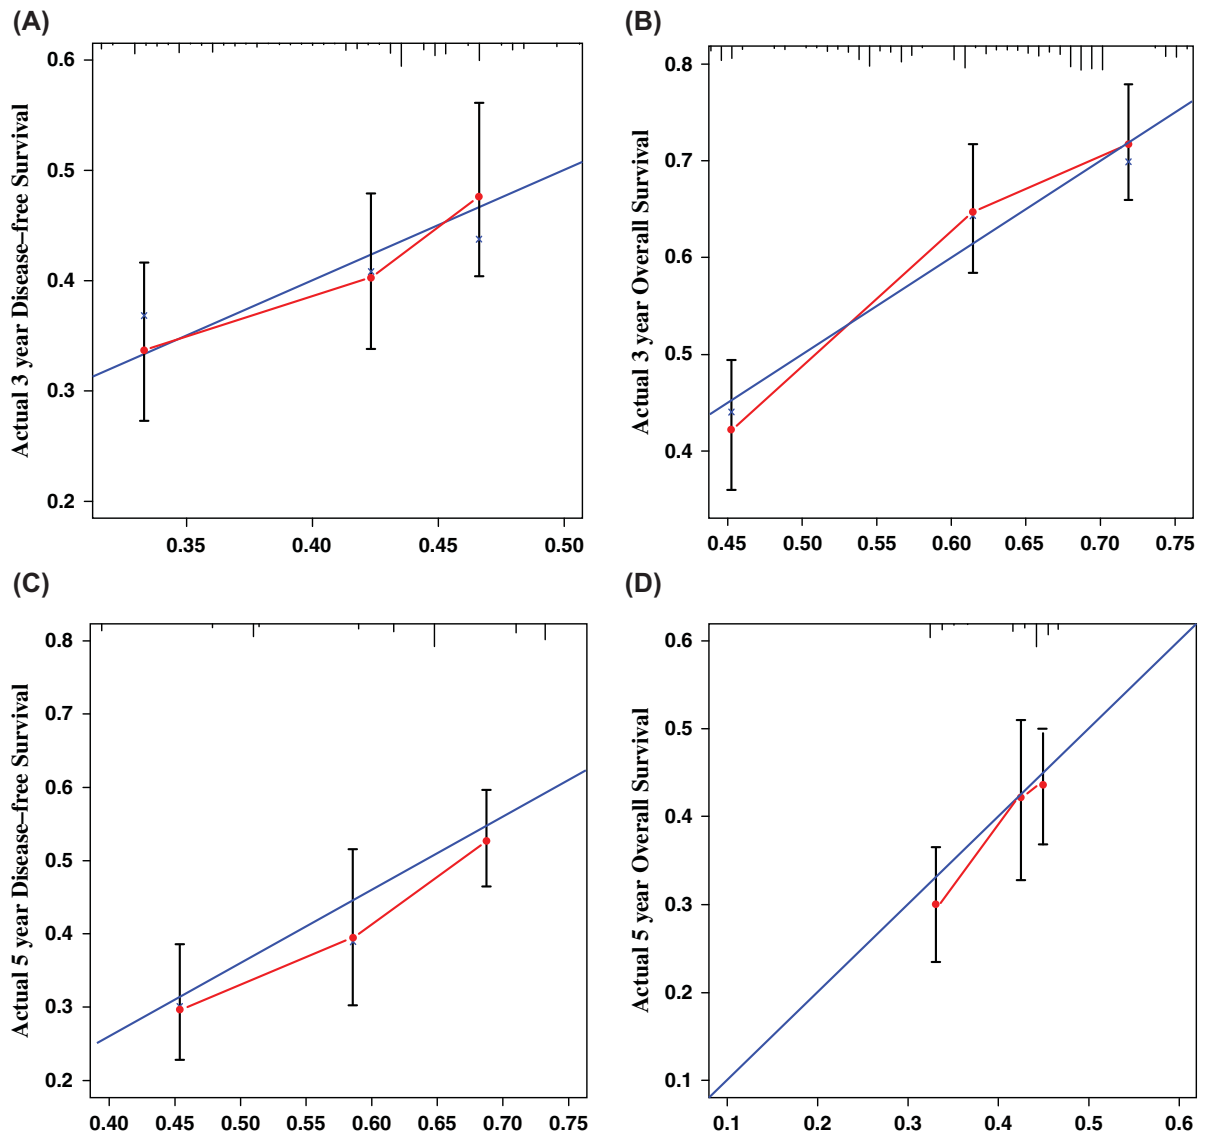 (A)
Actual 3 year Disease–free Survival
0.6
0.5
0.4
0.3
0.2
0.35 0.40 0.45 0.50
(B)
Actual 3 year Overall Survival
0.8
0.7
0.6
0.5
0.4
0.45 0.50 0.55 0.60 0.65 0.70 0.75
(C)
Actual 5 year Disease–free Survival
0.8
0.7
0.6
0.5
0.4
0.3
0.2
0.40 0.45 0.50 0.55 0.60 0.65 0.70 0.75
(D)
Actual 5 year Overall Survival
0.6
0.5
0.4
0.3
0.2
0.1
0.1 0.2 0.3 0.4 0.5 0.6